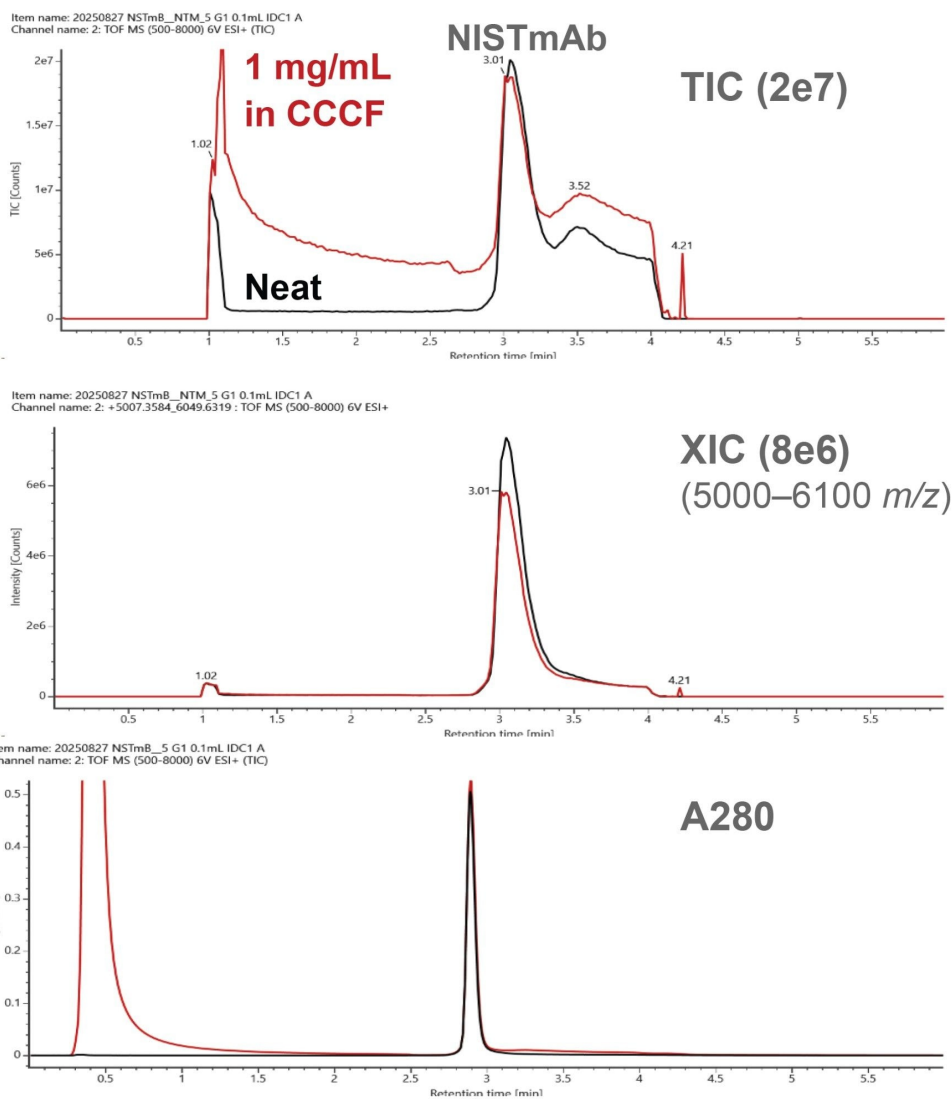 Item name: 20250827 NSTmB__NTM_5 G1 0.1mL IDC1 A
Channel name: 2: TOF MS (500-8000) 6V ESI+ (TIC)
NISTmAb
2e7
3.01
1 mg/mL
in CCCF
TIC (2e7)
1.5e7
1.02
TIC [Counts]
1e7
3.52
5e6
4.21
Neat
0
0.5 1 1.5 2 2.5 3 3.5 4 4.5 5 5.5
Retention time [min]
Item name: 20250827 NSTmB__NTM_5 G1 0.1mL IDC1 A
Channel name: 2: +5007.3584_6049.6319 : TOF MS (500-8000) 6V ESI+
XIC (8e6)
(5000–6100 m/z)
6e6
3.01
Intensity [Counts]
4e6
2e6
1.02
4.21
0
0.5 1 1.5 2 2.5 3 3.5 4 4.5 5 5.5
Retention time [min]
em name: 20250827 NSTmB__5 G1 0.1mL IDC1 A
hannel name: 2: TOF MS (500-8000) 6V ESI+ (TIC)
0.5
A280
0.4
0.3
0.2
0.1
0
0.5 1 1.5 2 2.5 3 3.5 4 4.5 5 5.5
Retention time [min]